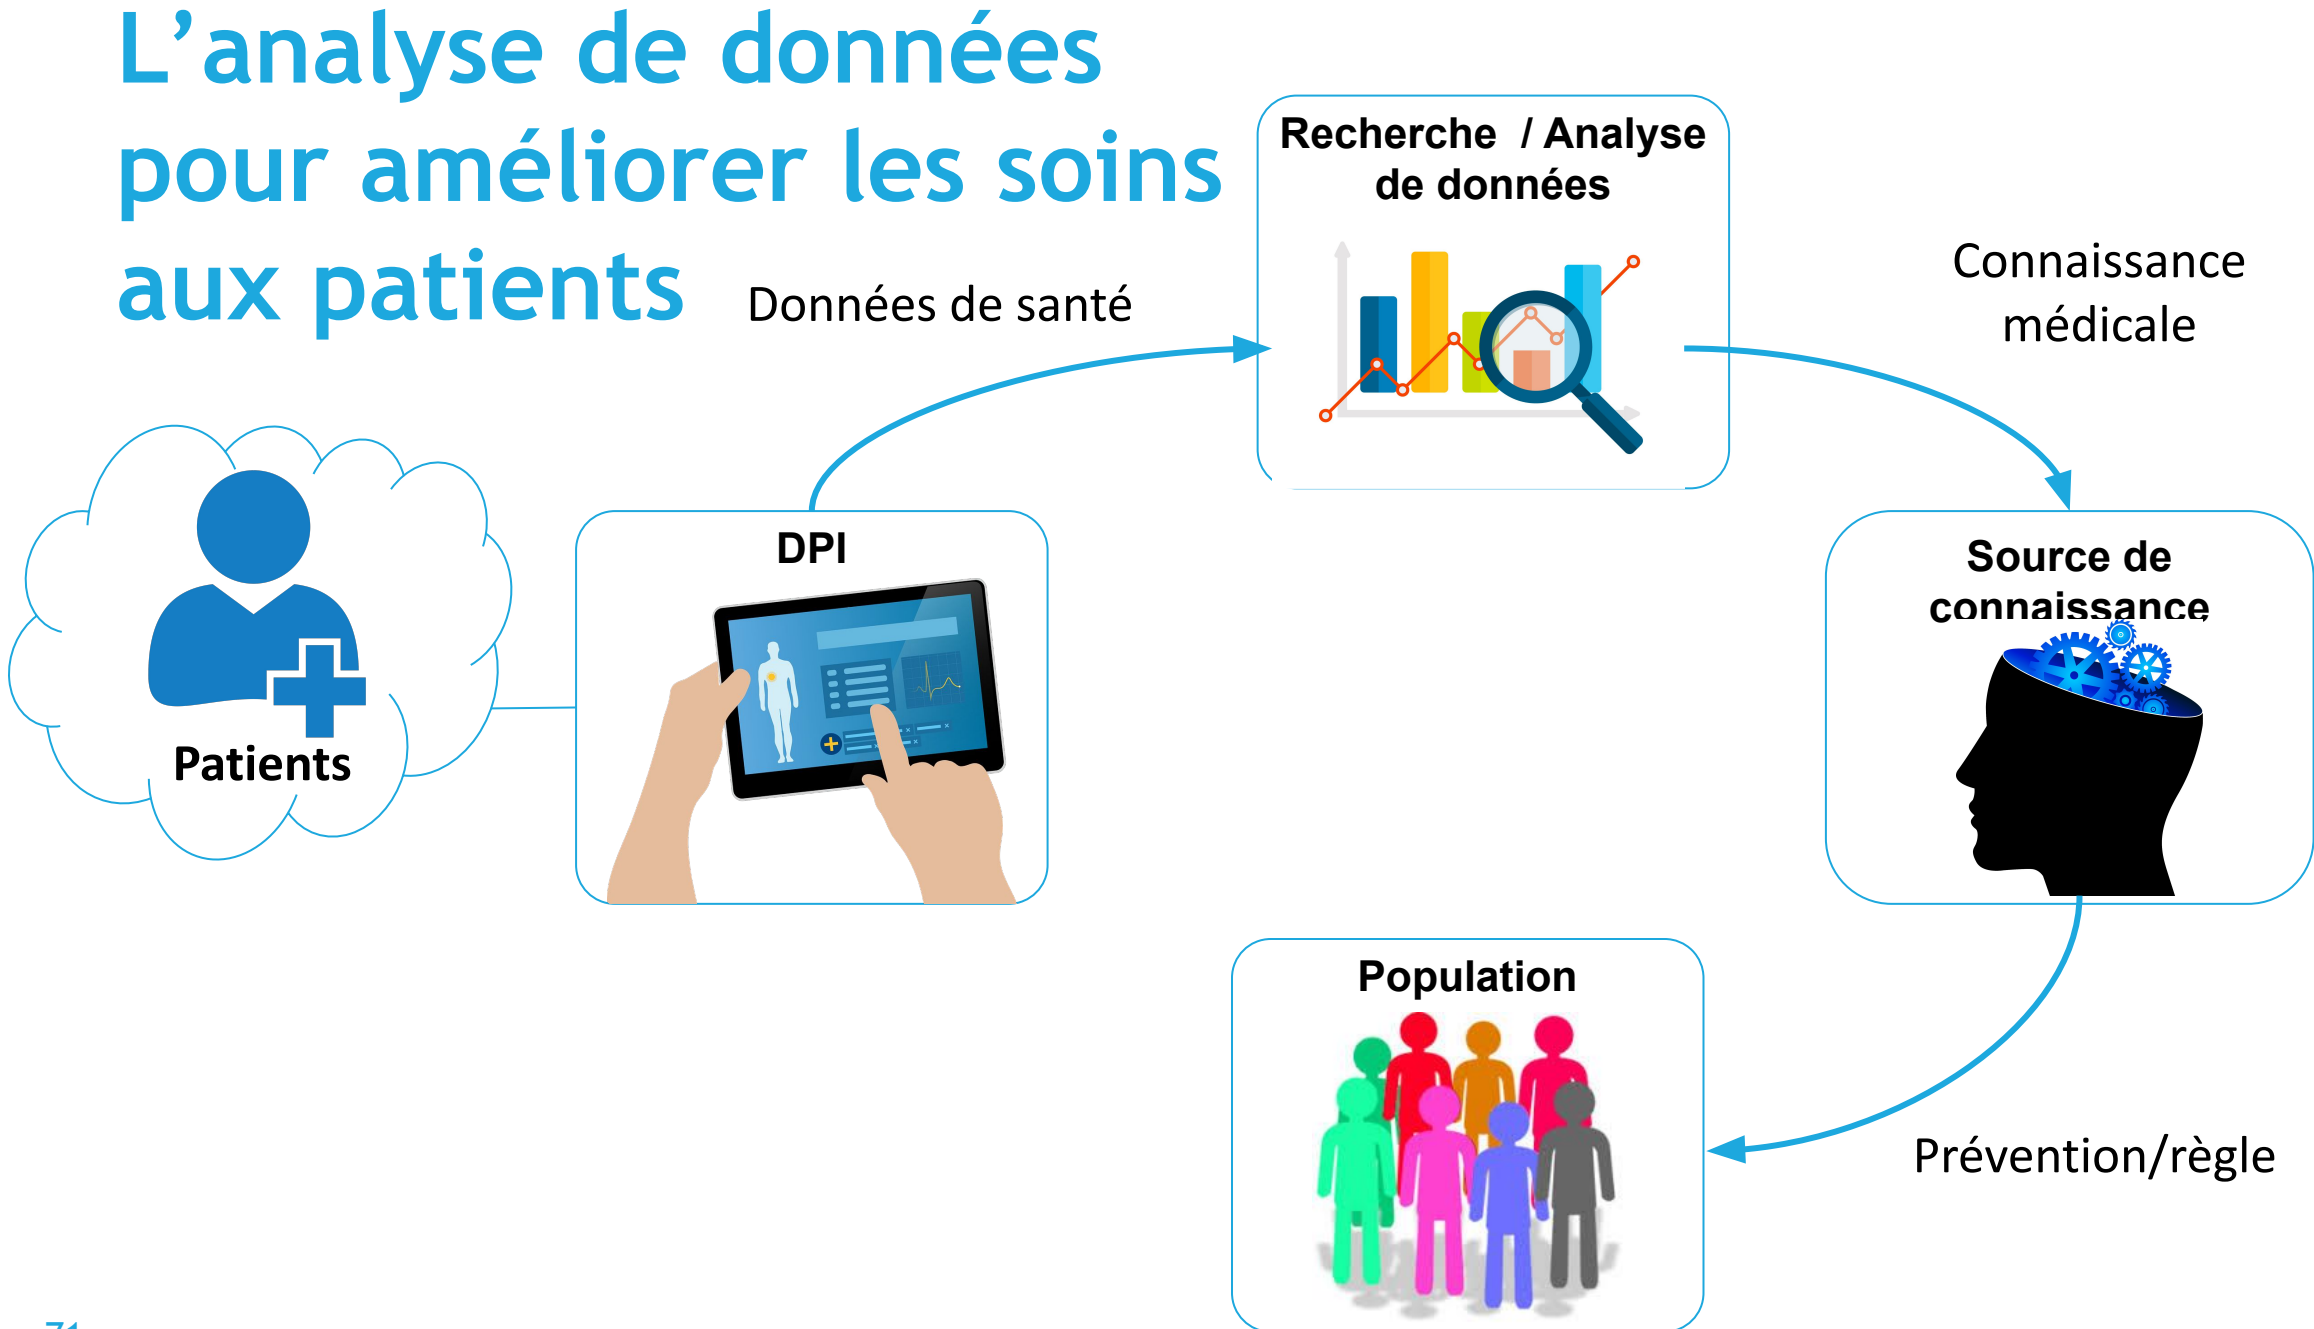 L’analyse de données
pour améliorer les soins
aux patients
Données de santé
Recherche / Analyse
de données
Connaissance
médicale
Patients
DPI
Source de
connaissance
Population
Prévention/règle
71